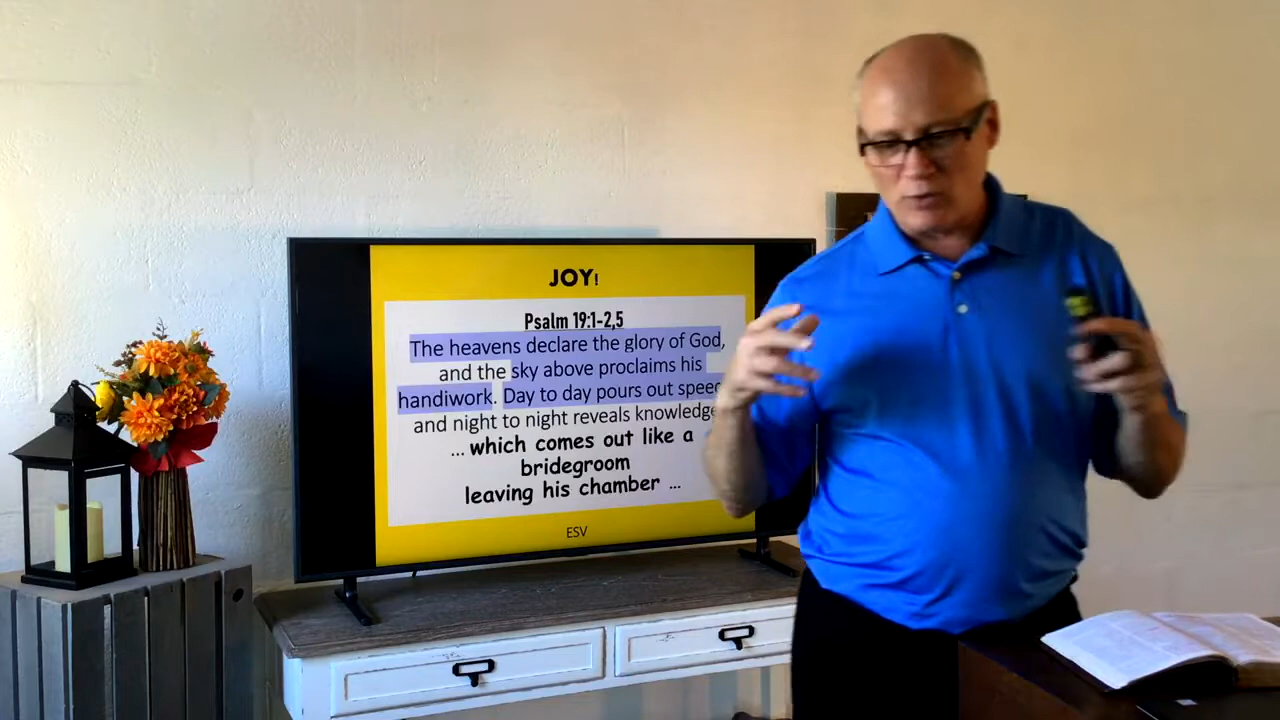 JOY!
Psalm 19:1-2,5
The heavens declare the glory of God,
and the sky above proclaims his
handiwork. Day to day pours out
and night to night reveals knowledge
... which comes out like a
bridegroom
leaving his chamber ...
ESV